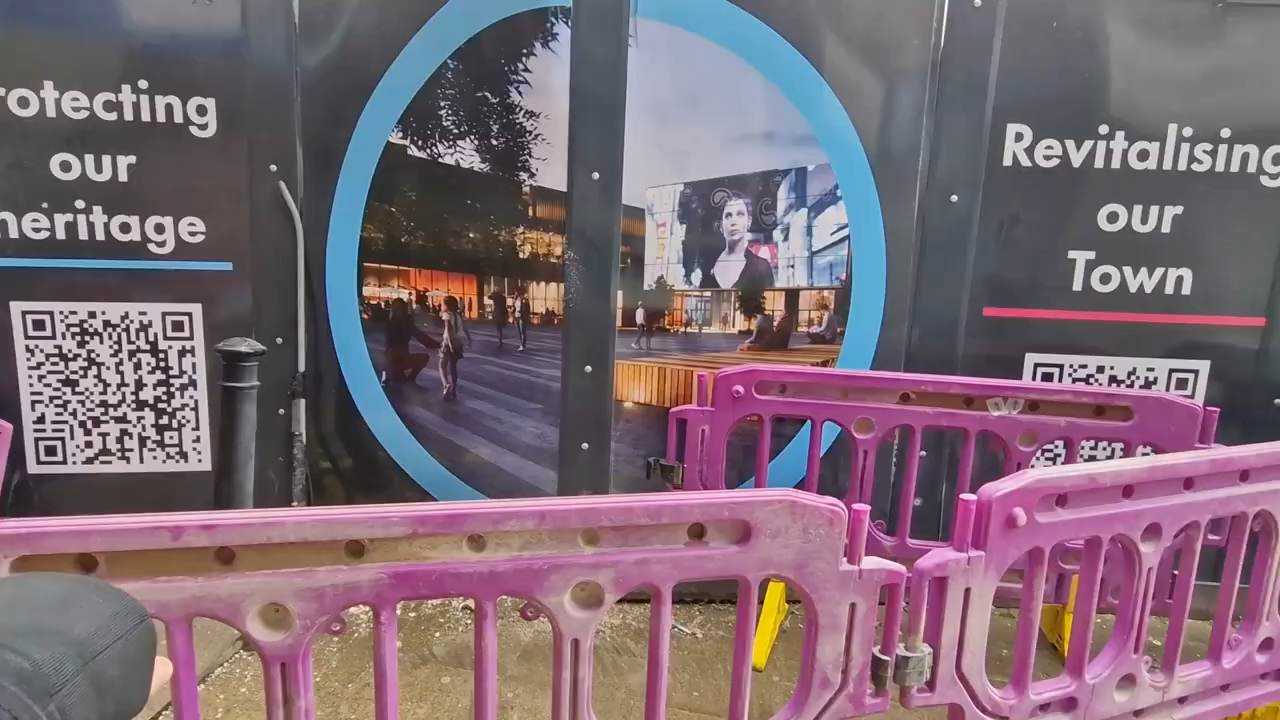 rotecting
our
heritage
Revitalising
our
Town